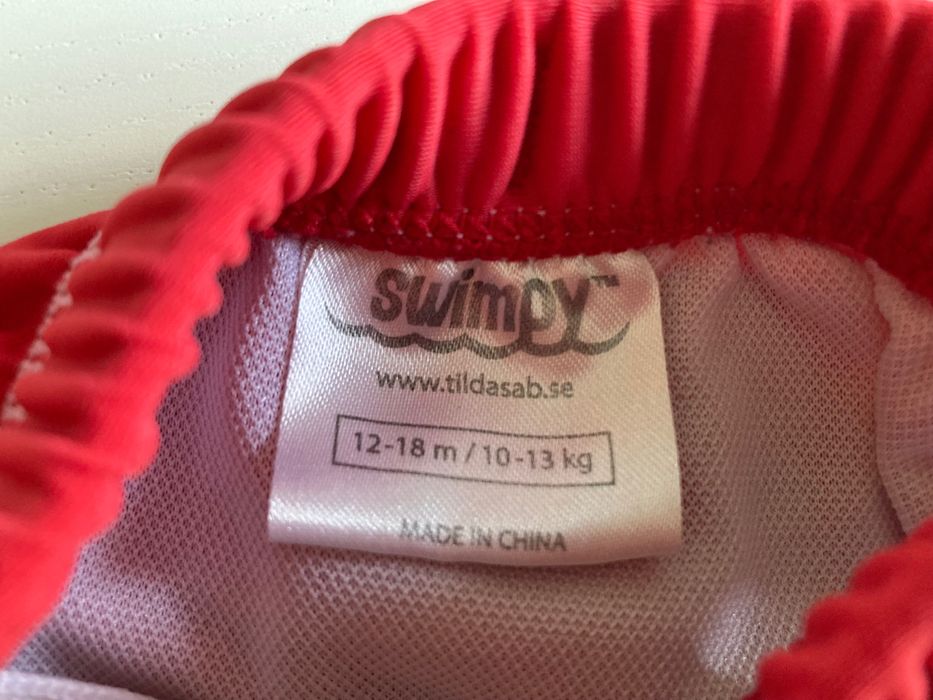 swimpy™
www.tildasab.se
12-18 m / 10-13 kg
MADE IN CHINA